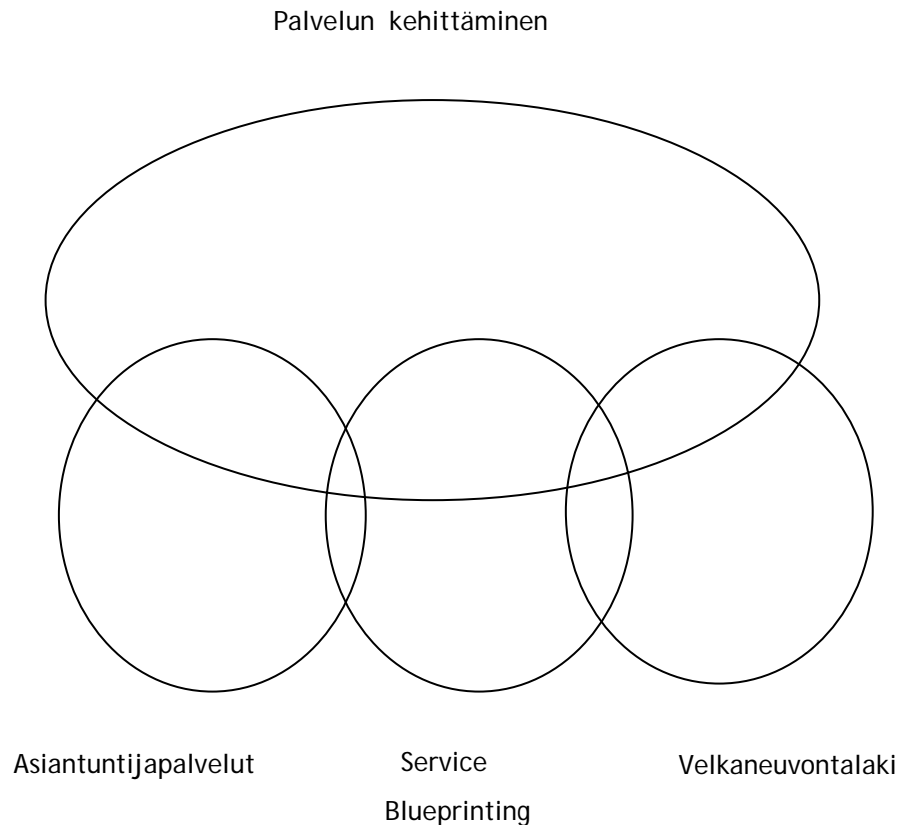 Palvelun kehittäminen
Asiantuntijapalvelut
Service
Blueprinting
Velkaneuvontalaki